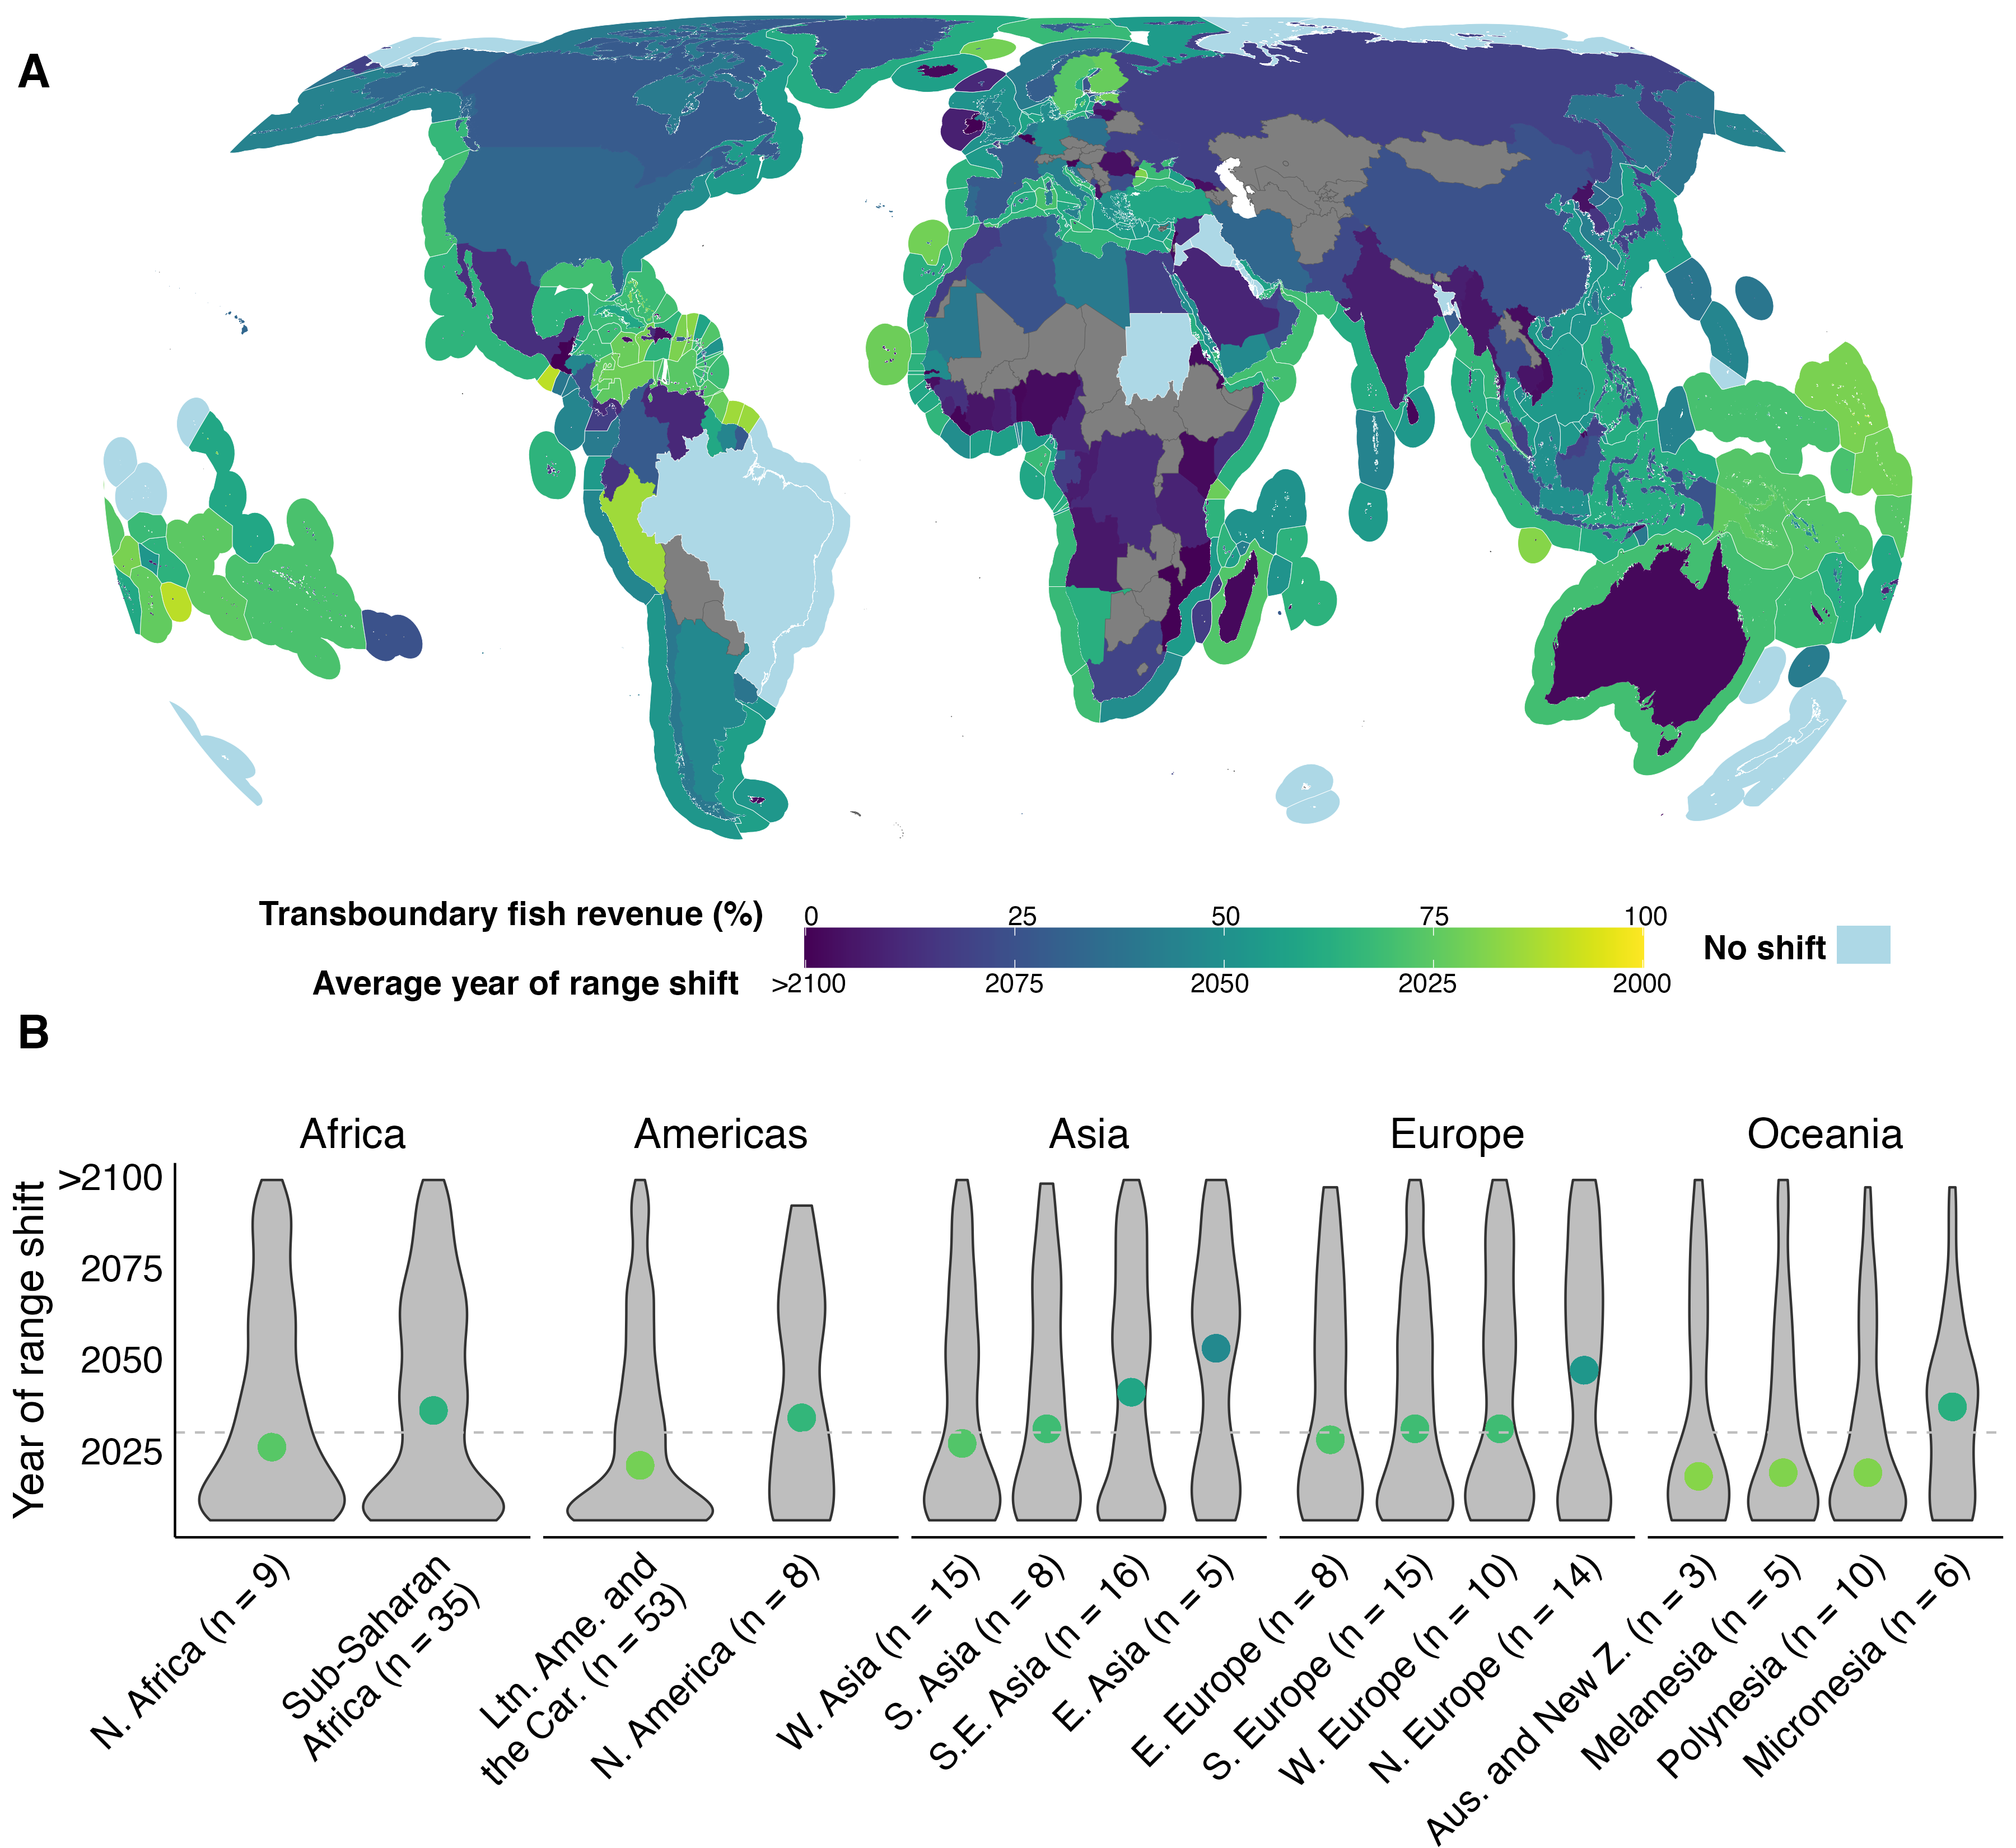 A
Transboundary fish revenue (%)
0 25 50 75 100
No shift
Average year of range shift
>2100 2075 2050 2025 2000
B
Africa Americas Asia Europe Oceania
Year of range shift
>2100
2075
2050
2025
N. Africa (n = 9)
Sub-Saharan
Africa (n = 35)
Ltn. Ame. and
the Car. (n = 53)
N. America (n = 8)
W. Asia (n = 15)
S. Asia (n = 8)
S.E. Asia (n = 16)
E. Asia (n = 5)
E. Europe (n = 8)
S. Europe (n = 15)
W. Europe (n = 10)
N. Europe (n = 14)
Aus. and New Z. (n = 3)
Melanesia (n = 5)
Polynesia (n = 10)
Micronesia (n = 6)